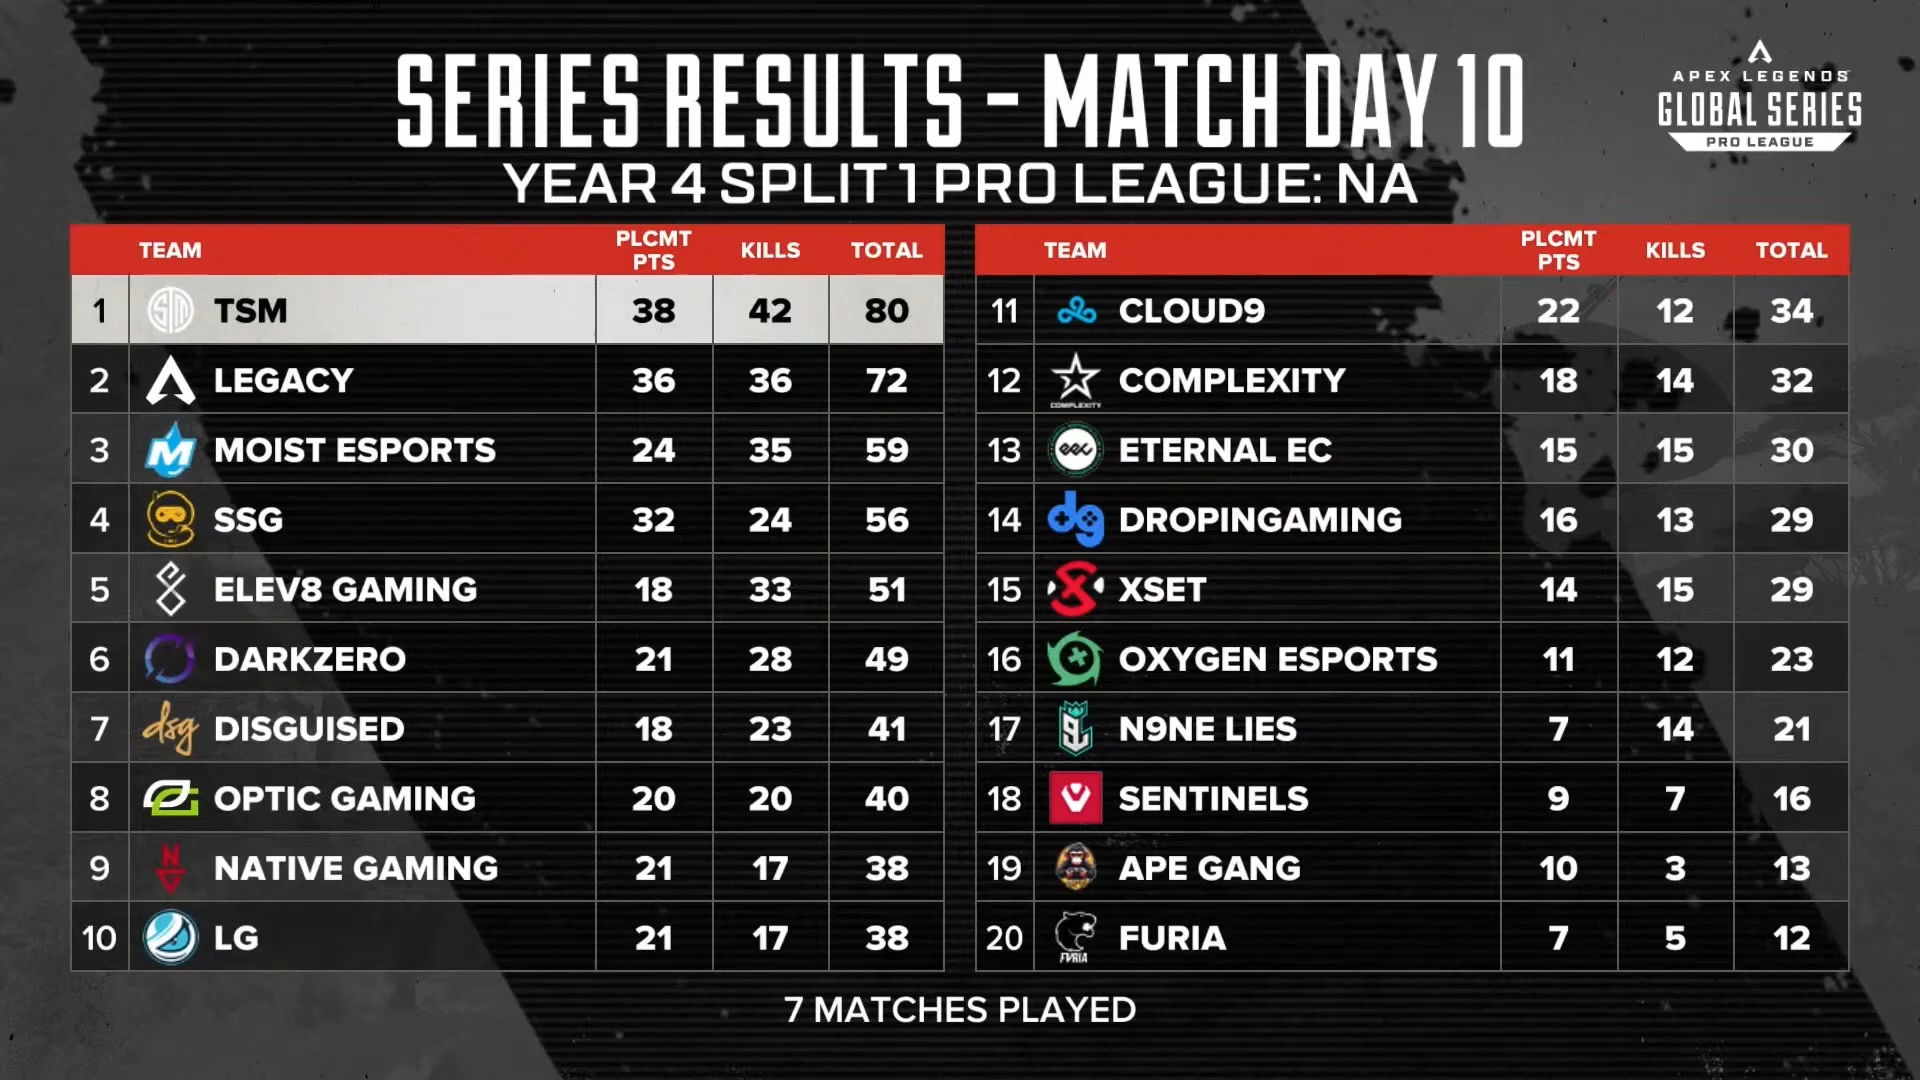 SERIES RESULTS - MATCH DAY 10
YEAR 4 SPLIT 1 PRO LEAGUE: NA
APEX LEGENDS
GLOBAL SERIES
PRO LEAGUE
TEAM PLCMT PTS KILLS TOTAL
1 TSM 38 42 80
2 LEGACY 36 36 72
3 MOIST ESPORTS 24 35 59
4 SSG 32 24 56
5 ELEV8 GAMING 18 33 51
6 DARKZERO 21 28 49
7 dsg DISGUISED 18 23 41
8 OPTIC GAMING 20 20 40
9 NATIVE GAMING 21 17 38
10 LG 21 17 38
TEAM PLCMT PTS KILLS TOTAL
11 CLOUD9 22 12 34
12 COMPLEXITY COMPLEXITY 18 14 32
13 eec ETERNAL EC 15 15 30
14 dg DROPINGAMING 16 13 29
15 XSET 14 15 29
16 OXYGEN ESPORTS 11 12 23
17 N9NE LIES 7 14 21
18 SENTINELS 9 7 16
19 APE GANG 10 3 13
20 FURIA FURIA 7 5 12
7 MATCHES PLAYED